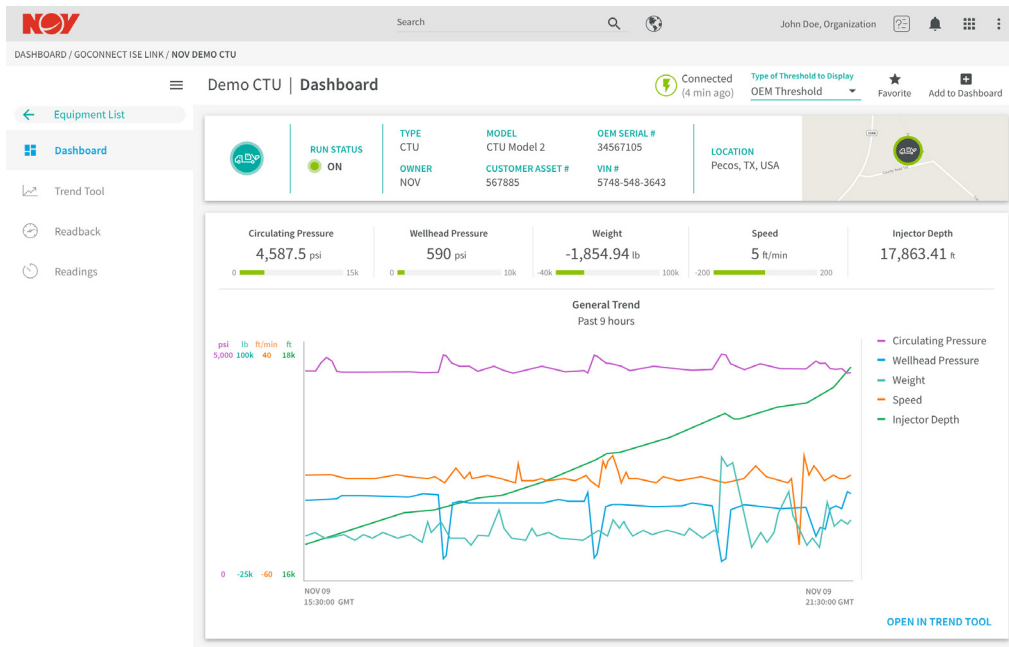 NOV
Search
John Doe, Organization
DASHBOARD / GOCONNECT ISE LINK / NOV DEMO CTU
Demo CTU | Dashboard
Connected
(4 min ago)
Type of Threshold to Display
OEM Threshold
Favorite
Add to Dashboard
Equipment List
Dashboard
Trend Tool
Readback
Readings
RUN STATUS
ON
TYPE
CTU
OWNER
NOV
MODEL
CTU Model 2
CUSTOMER ASSET #
567885
OEM SERIAL #
34567105
VIN #
5748-548-3643
LOCATION
Pecos, TX, USA
Circulating Pressure
4,587.5 psi
0 15k
Wellhead Pressure
590 psi
0 10k
Weight
-1,854.94 lb
-40k 100k
Speed
5 ft/min
-200 200
Injector Depth
17,863.41 ft
General Trend
Past 9 hours
psi lb ft/min ft
5,000 100k 40 18k
0 -25k -60 16k
NOV 09
15:30:00 GMT
NOV 09
21:30:00 GMT
Circulating Pressure
Wellhead Pressure
Weight
Speed
Injector Depth
OPEN IN TREND TOOL